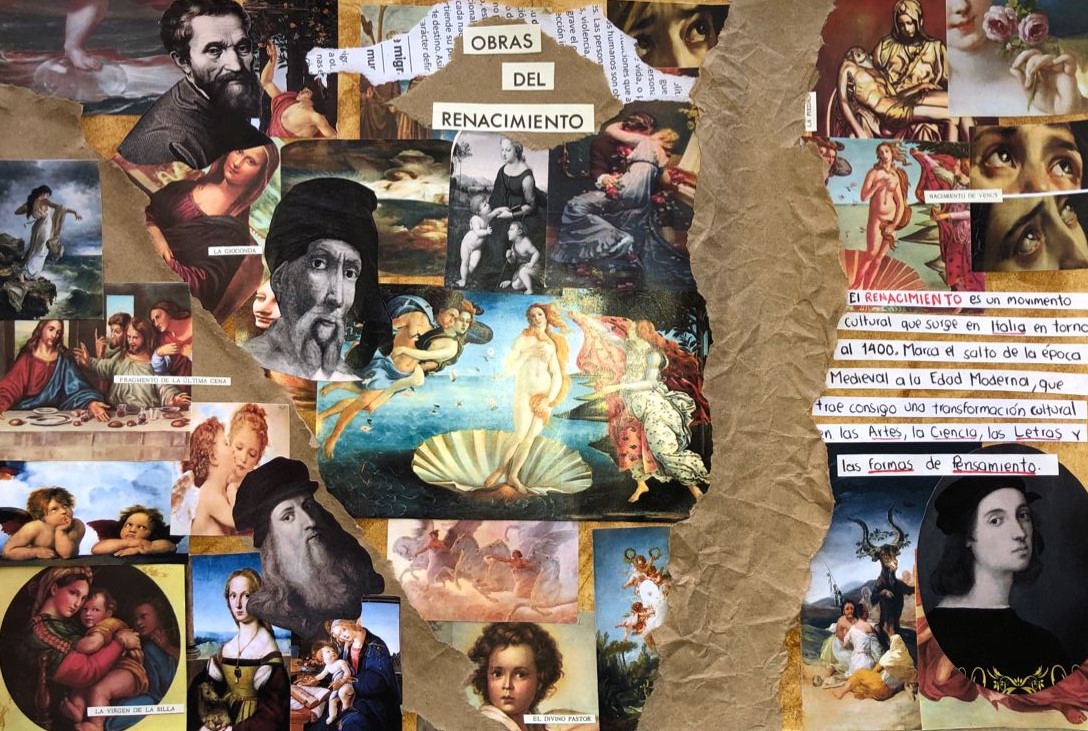 OBRAS
DEL
RENACIMIENTO
migr.
mur
LA GIOCONDA
FRAGMENTO DE LA ÚLTIMA CENA
LA VIRGEN DE LA SILLA
EL DIVINO PASTOR
NACIMIENTO DE VENUS
El RENACIMIENTO es un movimento
cultural que surge en Italia en torno
al 1400. Marca el salto de la época
Medieval a la Edad Moderna, que
trae consigo una transformación cultural
en las Artes, la Ciencia, las Letras y
las formas de Pensamiento.